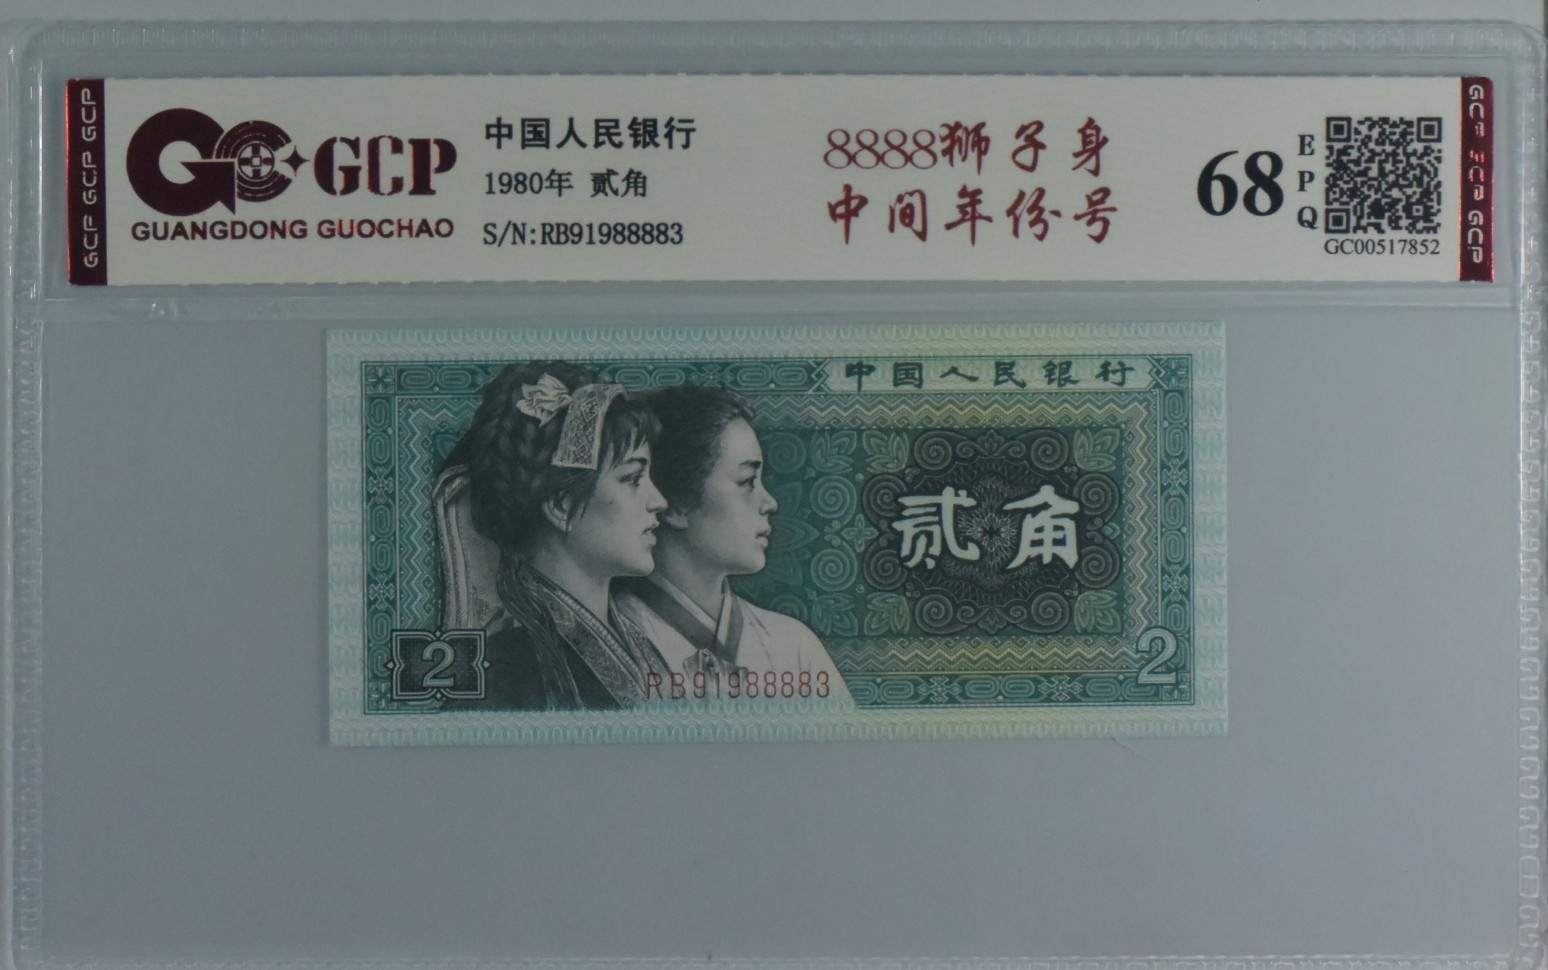 GCP GCP GCP
GCP
GUANGDONG GUOCHAO
中国人民银行
1980年 贰角
S/N:RB91988883
8888狮子身
中间年份号
68
EPQ
GC00517852
GCP GCP GCP
中国人民银行
贰角
2
2
RB91988883